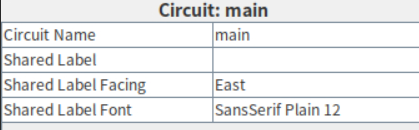 Circuit: main
Circuit Name main
Shared Label
Shared Label Facing East
Shared Label Font SansSerif Plain 12